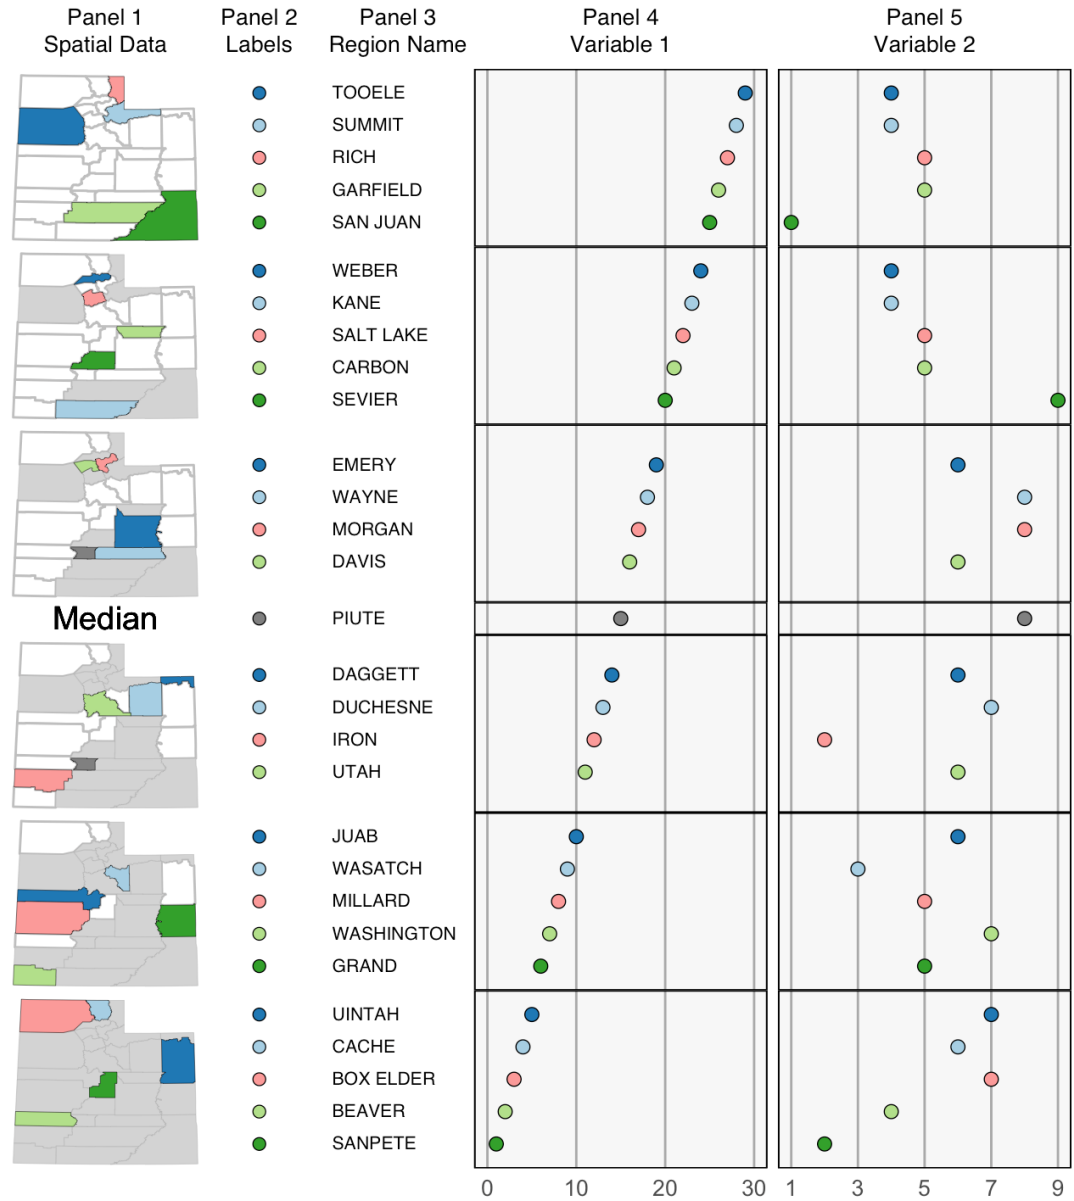 Panel 1 Panel 2 Panel 3 Panel 4 Panel 5
Spatial Data Labels Region Name Variable 1 Variable 2
TOOELE
SUMMIT
RICH
GARFIELD
SAN JUAN
WEBER
KANE
SALT LAKE
CARBON
SEVIER
EMERY
WAYNE
MORGAN
DAVIS
Median PIUTE
DAGGETT
DUCHESNE
IRON
UTAH
JUAB
WASATCH
MILLARD
WASHINGTON
GRAND
UINTAH
CACHE
BOX ELDER
BEAVER
SANPETE
0 10 20 30 1 3 5 7 9